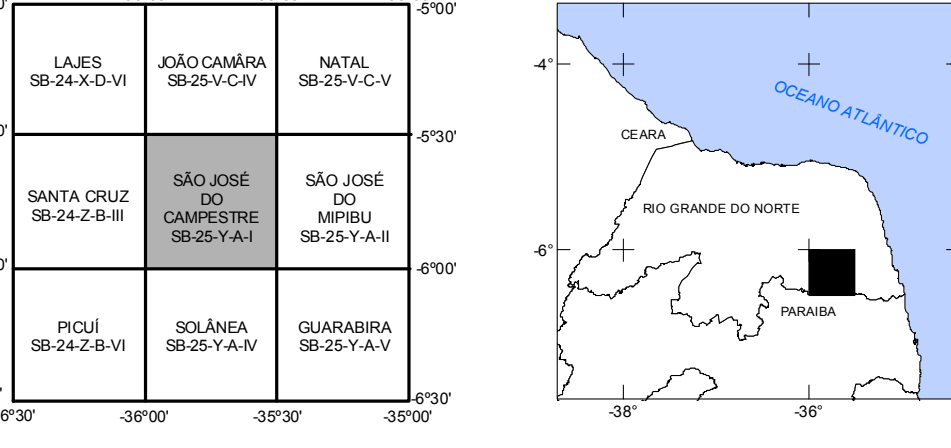 -5°00'
LAJES
SB-24-X-D-VI
JOÃO CAMÂRA
SB-25-V-C-IV
NATAL
SB-25-V-C-V
-5°30'
SANTA CRUZ
SB-24-Z-B-III
SÃO JOSÉ
DO
CAMPESTRE
SB-25-Y-A-I
SÃO JOSÉ
DO
MIPIBU
SB-25-Y-A-II
-6°00'
PICUÍ
SB-24-Z-B-VI
SOLÂNEA
SB-25-Y-A-IV
GUARABIRA
SB-25-Y-A-V
-6°30'
6°30'
-36°00'
-35°30'
-35°00'
-4°
OCEANO ATLÂNTICO
CEARA
RIO GRANDE DO NORTE
-6°
PARAIBA
-38°
-36°